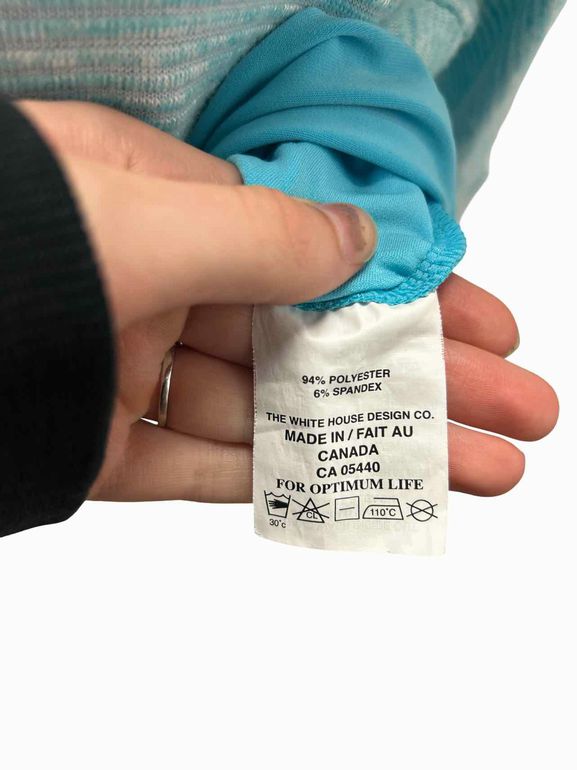 94% POLYESTER
6% SPANDEX
THE WHITE HOUSE DESIGN CO.
MADE IN / FAIT AU
CANADA
CA 05440
FOR OPTIMUM LIFE
CL 110°C
30°c